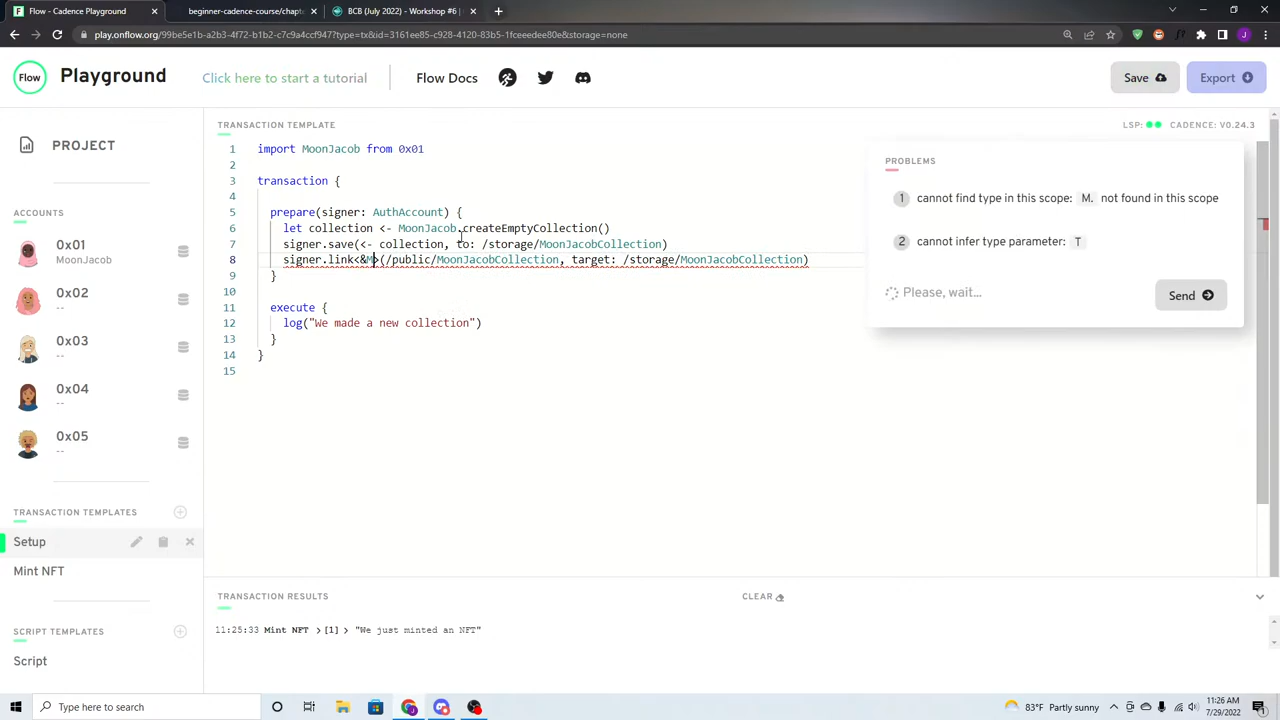 Flow - Cadence Playground
beginner-cadence-course/chapte
BCB (July 2022) - Workshop #6 |
play.onflow.org/99be5e1b-a2b3-4f72-b1b2-c7c9a4ccf947?type=tx&id=3161ee85-c928-4120-83b5-1fceeedee80e&storage=none
Flow
Playground
Click here to start a tutorial
Flow Docs
Save
Export
PROJECT
ACCOUNTS
0x01
MoonJacob
0x02
--
0x03
--
0x04
--
0x05
--
TRANSACTION TEMPLATES
Setup
Mint NFT
SCRIPT TEMPLATES
Script
TRANSACTION TEMPLATE
LSP:
CADENCE: V0.24.3
1 import MoonJacob from 0x01
2
3 transaction {
4
5 prepare(signer: AuthAccount) {
6 let collection <- MoonJacob.createEmptyCollection()
7 signer.save(<- collection, to: /storage/MoonJacobCollection)
8 signer.link<&M>(/public/MoonJacobCollection, target: /storage/MoonJacobCollection)
9 }
10
11 execute {
12 log("We made a new collection")
13 }
14 }
15
PROBLEMS
1 cannot find type in this scope: M. not found in this scope
2 cannot infer type parameter: T
Please, wait...
Send
TRANSACTION RESULTS
CLEAR
11:25:33 Mint NFT > [1] > "We just minted an NFT"
Type here to search
83°F Partly sunny
11:26 AM
7/29/2022